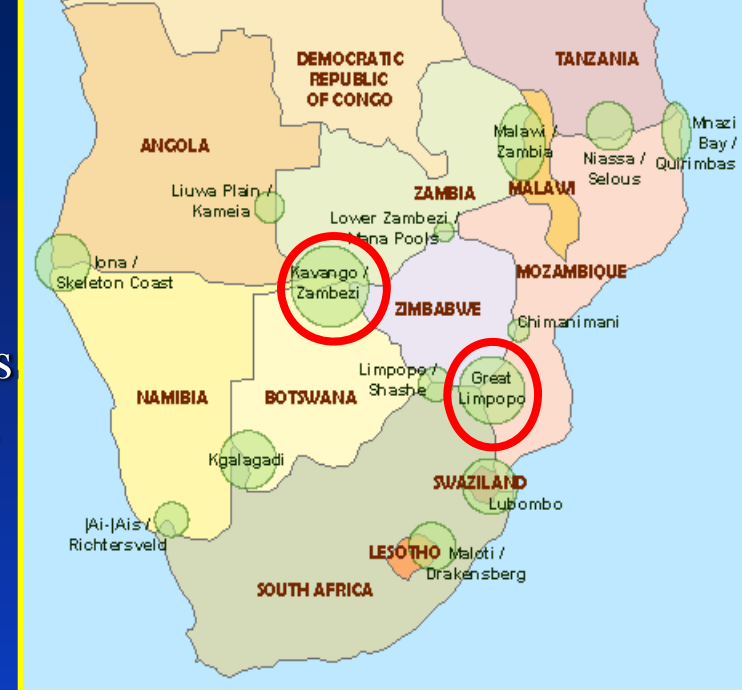 DEMOCRATIC
REPUBLIC
OF CONGO
TANZANIA
ANGOLA
Malawi /
Zambia
Niassa /
Selous
Mnazi
Bay /
Quirimbas
Liuwa Plain /
Kameia
ZAMBIA
MALAWI
Lower Zambezi /
Mana Pools
Iona /
Skeleton Coast
Kavango /
Zambezi
MOZAMBIQUE
ZIMBABWE
Chimanimani
s
Limpopo /
Shashe
Great
Limpopo
NAMIBIA
BOTSWANA
Kgalagadi
SWAZILAND
Lubombo
|Ai-|Ais /
Richtersveld
LESOTHO
Maloti /
Drakensberg
SOUTH AFRICA